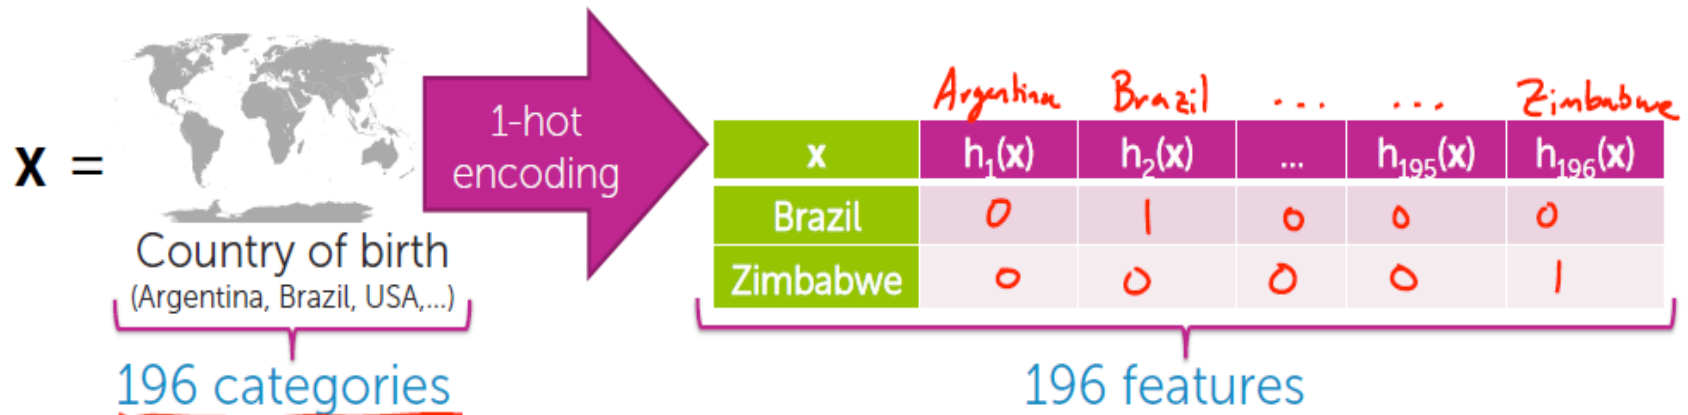 Argentina Brazil ... ... Zimbabwe
X =
1-hot
encoding
x h1(x) h2(x) ... h195(x) h196(x)
Brazil 0 1 0 0 0
Zimbabwe 0 0 0 0 1
Country of birth
(Argentina, Brazil, USA,...)
196 categories
196 features